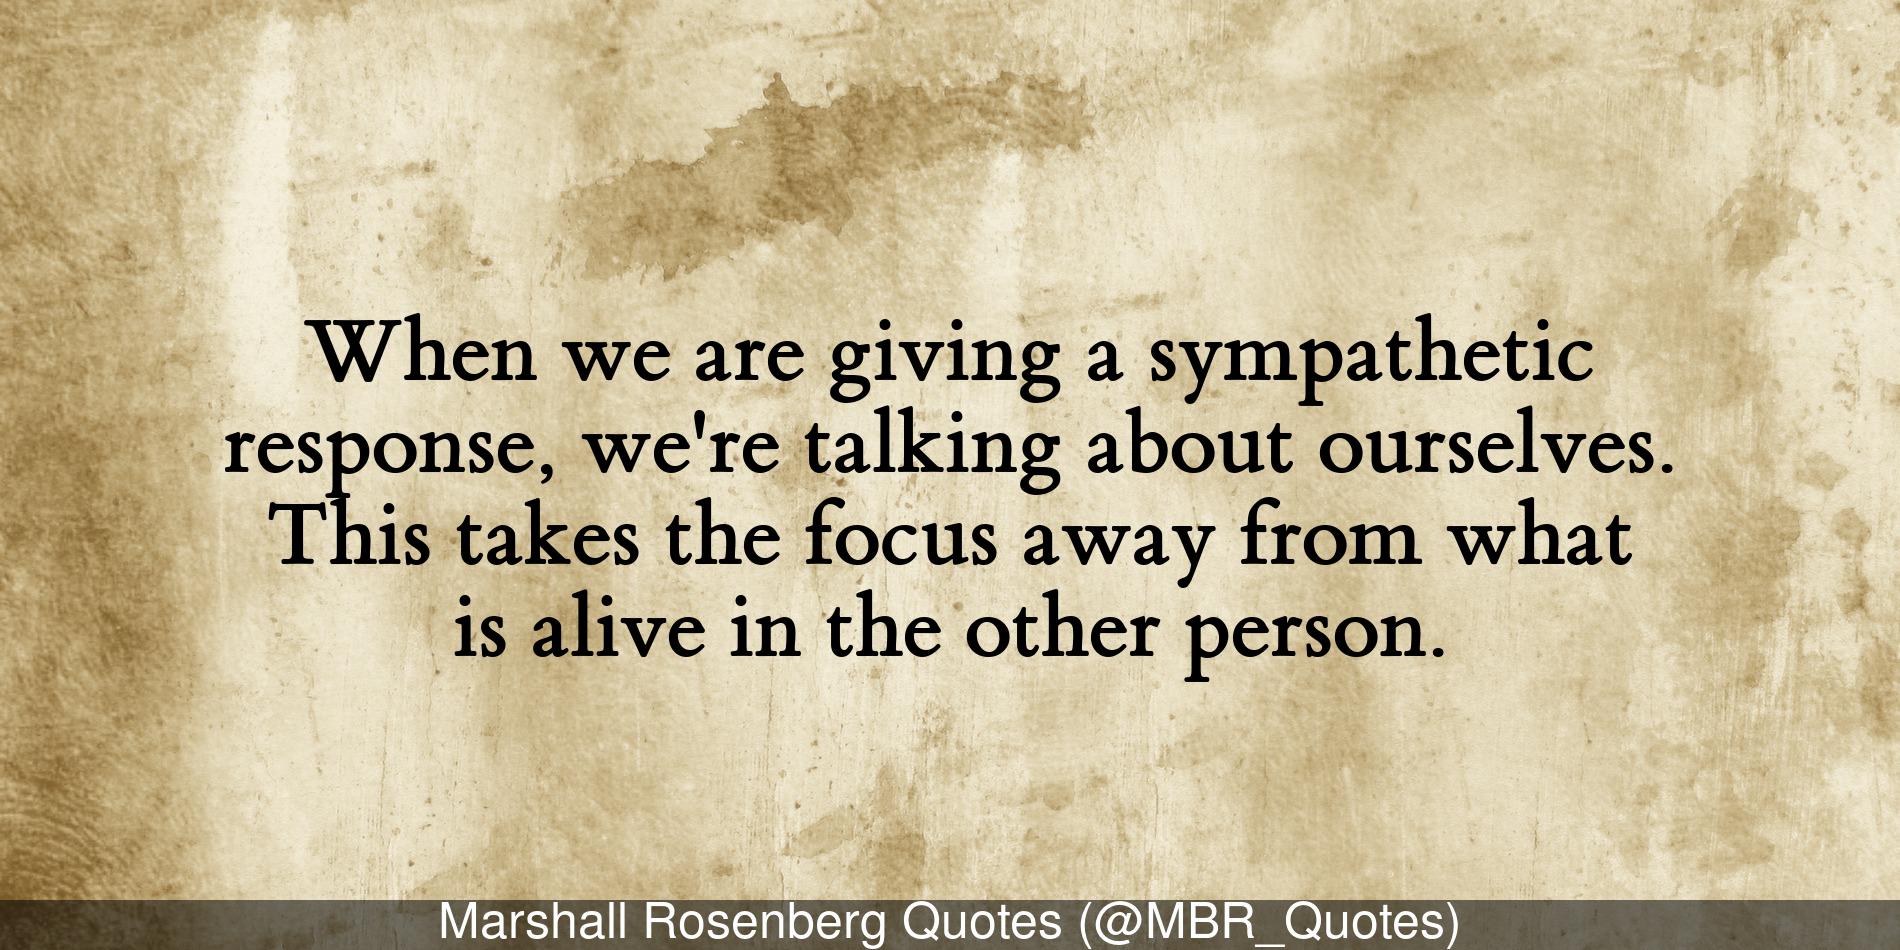 When we are giving a sympathetic
response, we're talking about ourselves.
This takes the focus away from what
is alive in the other person.
Marshall Rosenberg Quotes (@MBR_Quotes)